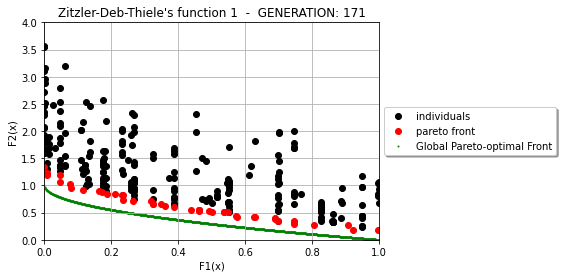 Zitzler-Deb-Thiele's function 1 - GENERATION: 171
4.0
3.5
3.0
2.5
2.0
1.5
1.0
0.5
0.0
F2(x)
0.0 0.2 0.4 0.6 0.8 1.0
F1(x)
individuals
pareto front
Global Pareto-optimal Front